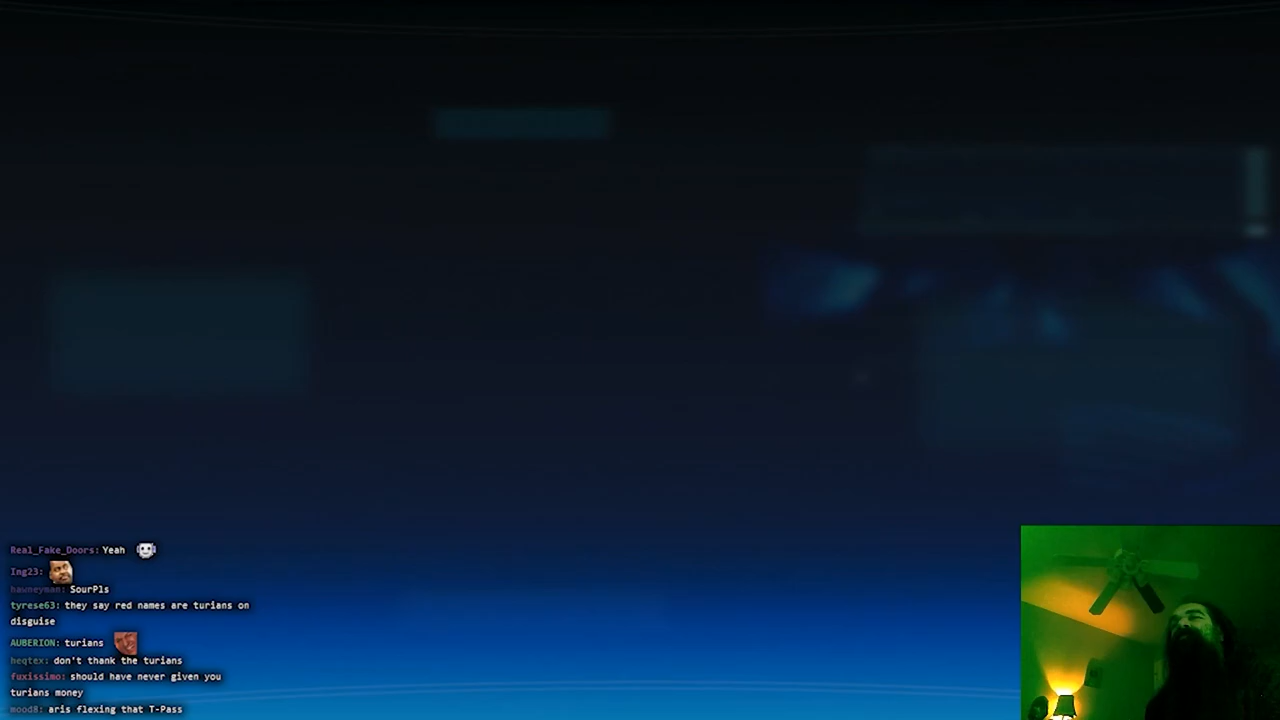 Real_Fake_Doors: Yeah
Ing23:
hawneyman: SourPls
tyrese63: they say red names are turians on
disguise
AUBERION: turians
heqtex: don't thank the turians
fuxissimo: should have never given you
turians money
mood8: aris flexing that T-Pass